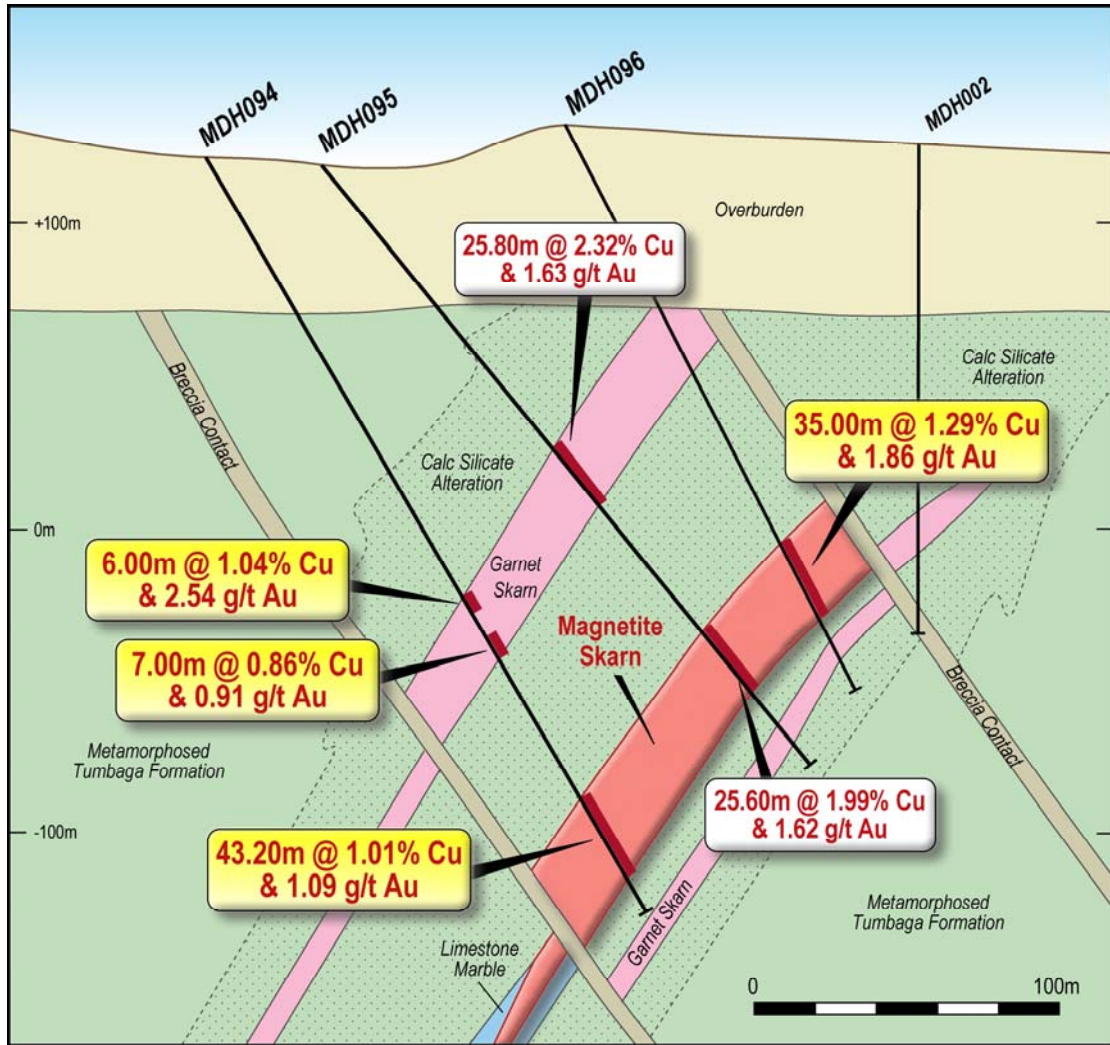 MDH094
MDH095
MDH096
MDH002
+100m
Overburden
25.80m @ 2.32% Cu
& 1.63 g/t Au
Breccia Contact
Calc Silicate
Alteration
35.00m @ 1.29% Cu
& 1.86 g/t Au
Calc Silicate
Alteration
0m
6.00m @ 1.04% Cu
& 2.54 g/t Au
Garnet
Skarn
Magnetite
Skarn
7.00m @ 0.86% Cu
& 0.91 g/t Au
Breccia Contact
Metamorphosed
Tumbaga Formation
25.60m @ 1.99% Cu
& 1.62 g/t Au
-100m
43.20m @ 1.01% Cu
& 1.09 g/t Au
Garnet Skarn
Metamorphosed
Tumbaga Formation
Limestone
Marble
0
100m